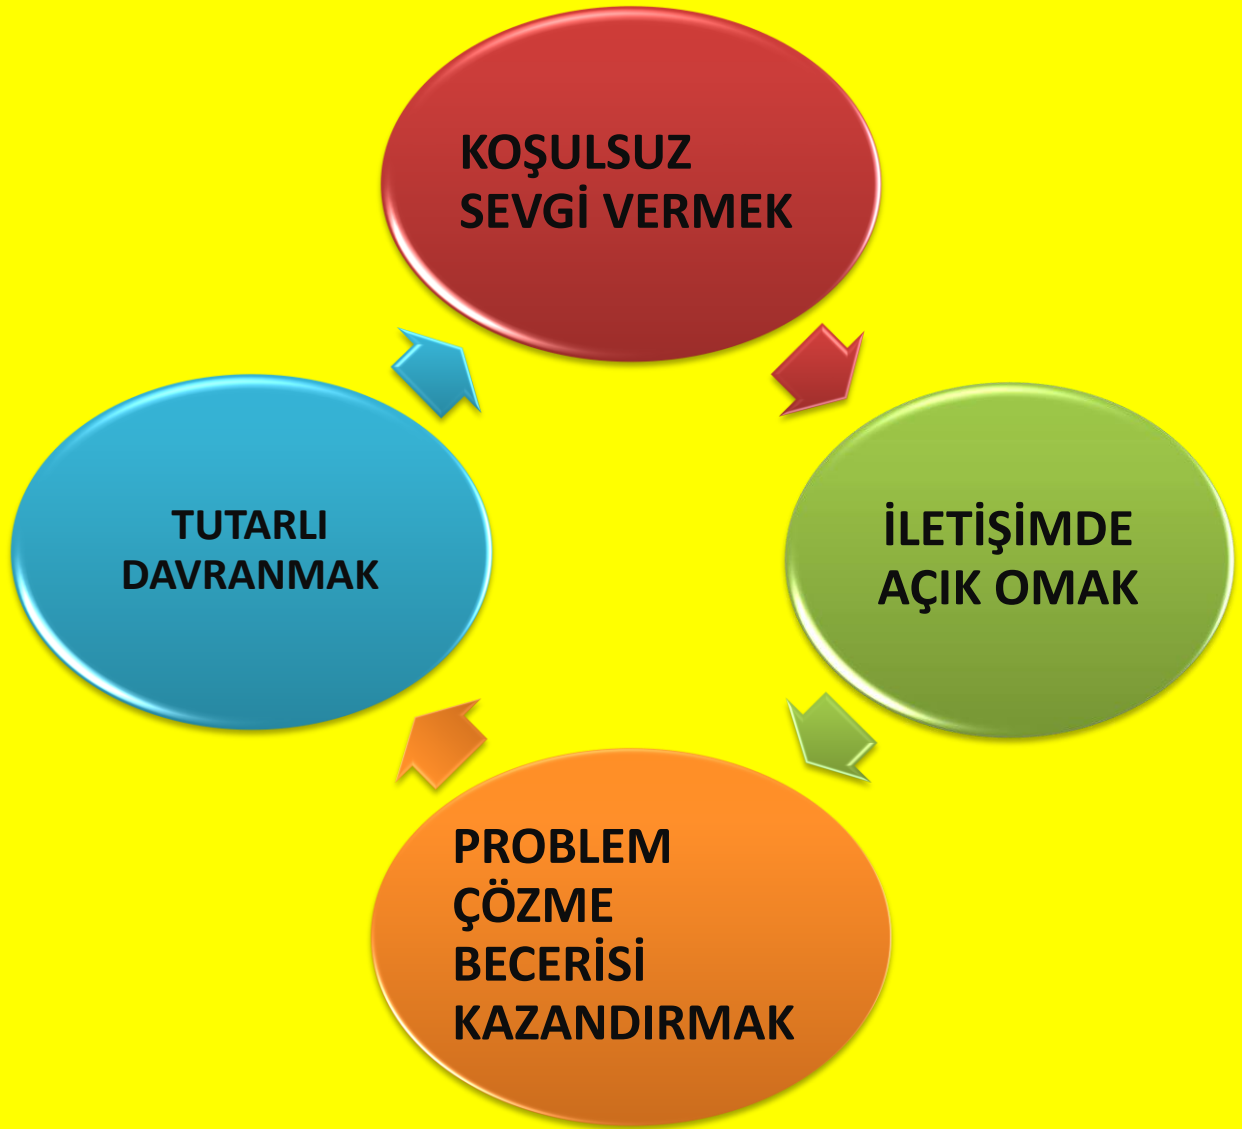 KOŞULSUZ
SEVGİ VERMEK
İLETİŞİMDE
AÇIK OMAK
PROBLEM
ÇÖZME
BECERİSİ
KAZANDIRMAK
TUTARLI
DAVRANMAK